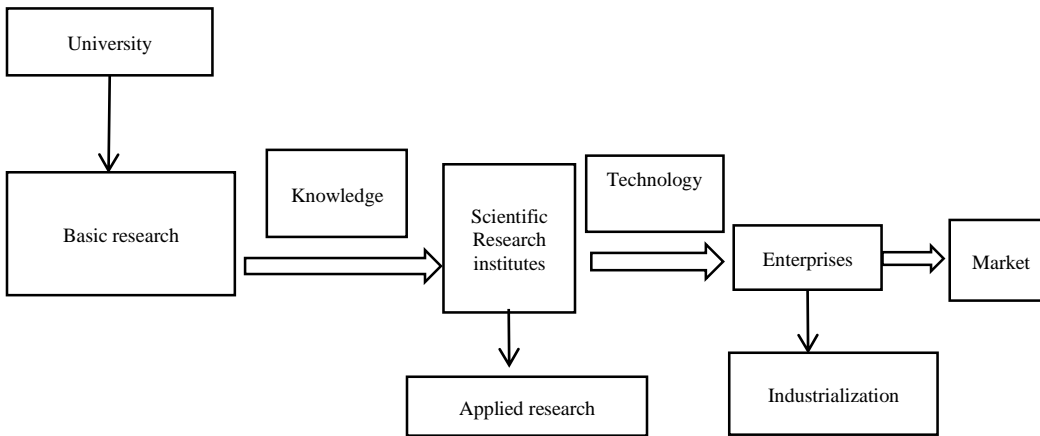 University
Basic research
Knowledge
Scientific
Research
institutes
Technology
Enterprises
Market
Applied research
Industrialization